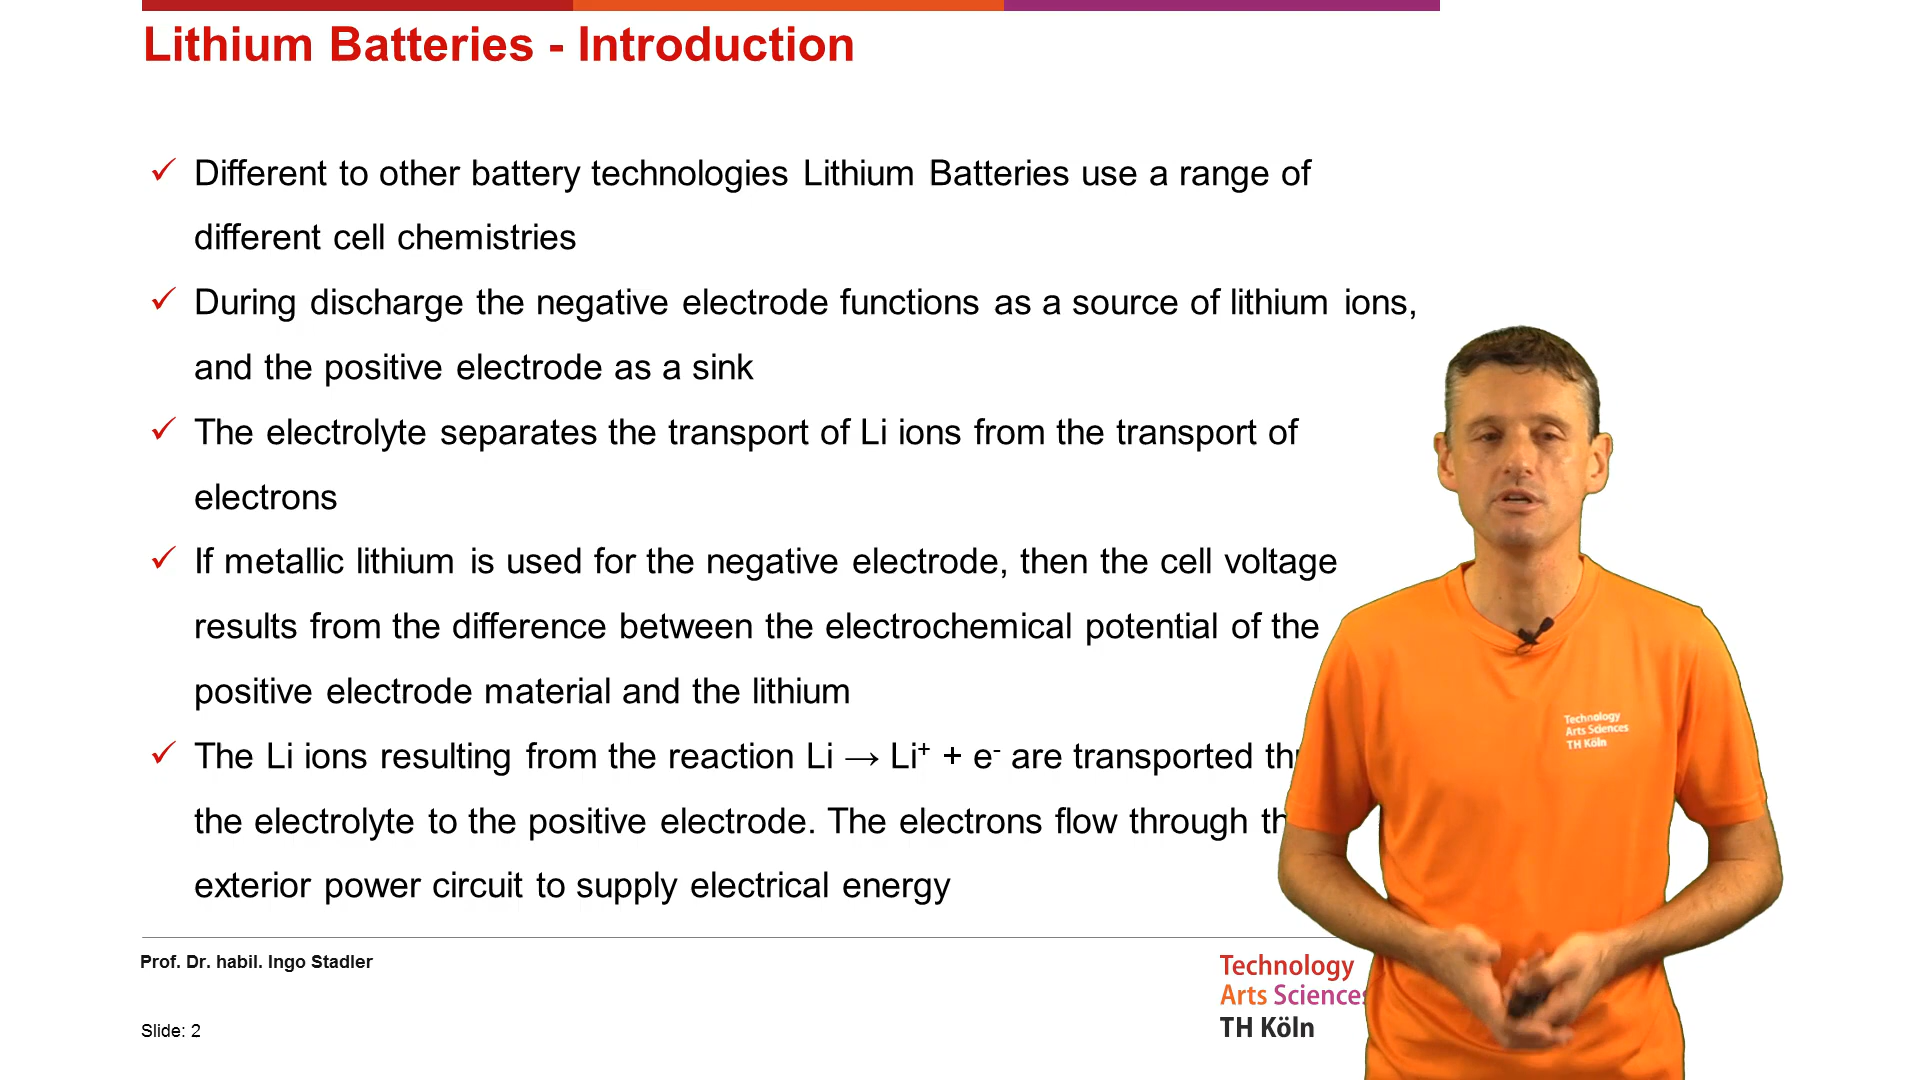 Lithium Batteries - Introduction
✓ Different to other battery technologies Lithium Batteries use a range of
different cell chemistries
✓ During discharge the negative electrode functions as a source of lithium ions,
and the positive electrode as a sink
✓ The electrolyte separates the transport of Li ions from the transport of
electrons
✓ If metallic lithium is used for the negative electrode, then the cell voltage
results from the difference between the electrochemical potential of the
positive electrode material and the lithium
✓ The Li ions resulting from the reaction Li → Li⁺ + e⁻ are transported
the electrolyte to the positive electrode. The electrons flow through
exterior power circuit to supply electrical energy
Prof. Dr. habil. Ingo Stadler
Slide: 2
Technology
Arts Sciences
TH Köln
Technology
Arts Sciences
TH Köln